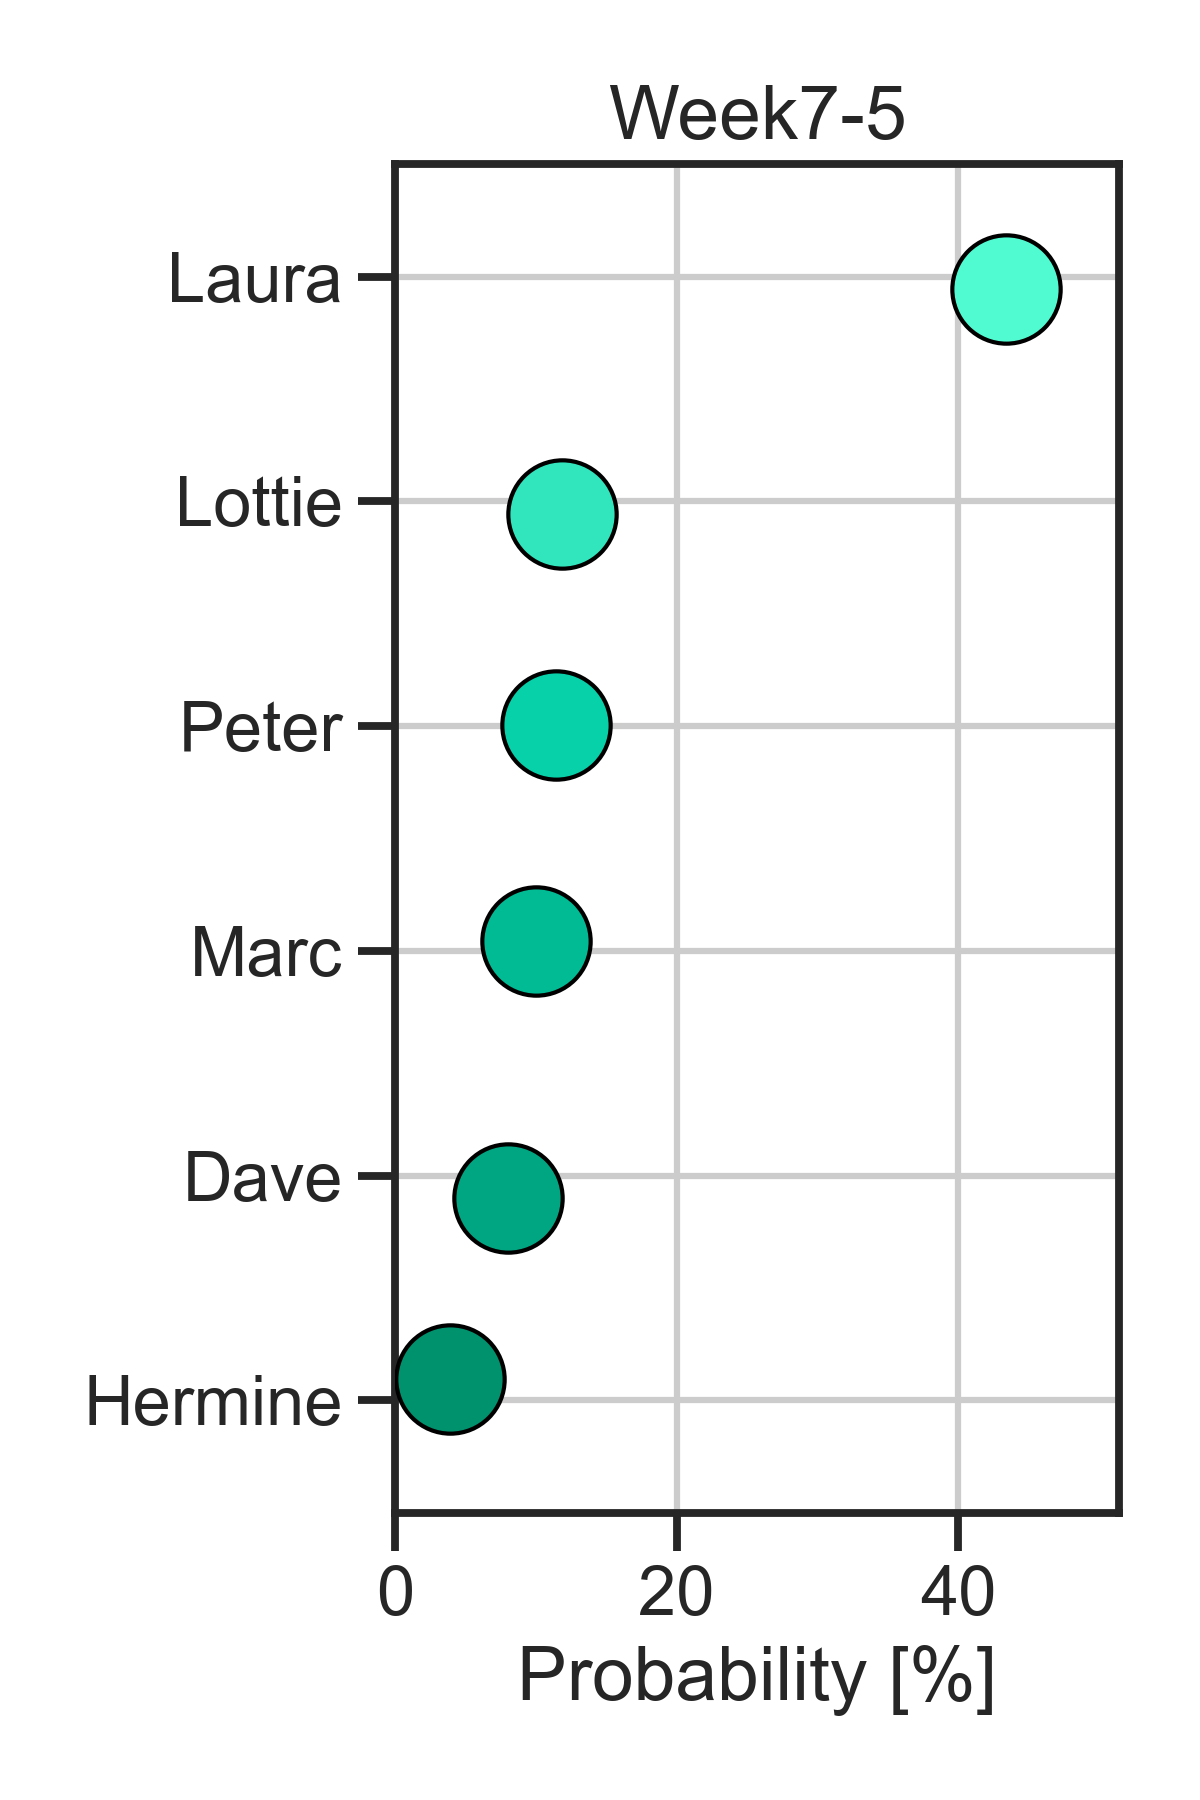 Week7-5
Laura
Lottie
Peter
Marc
Dave
Hermine
0 20 40
Probability [%]